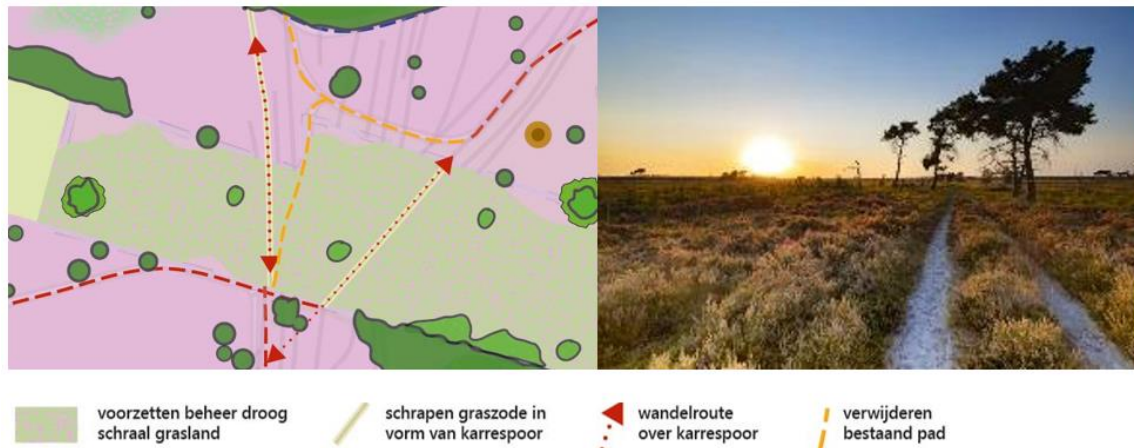 voorzetten beheer droog
schraal grasland
schrapen graszode in
vorm van karrespoor
wandelroute
over karrespoor
verwijderen
bestaand pad